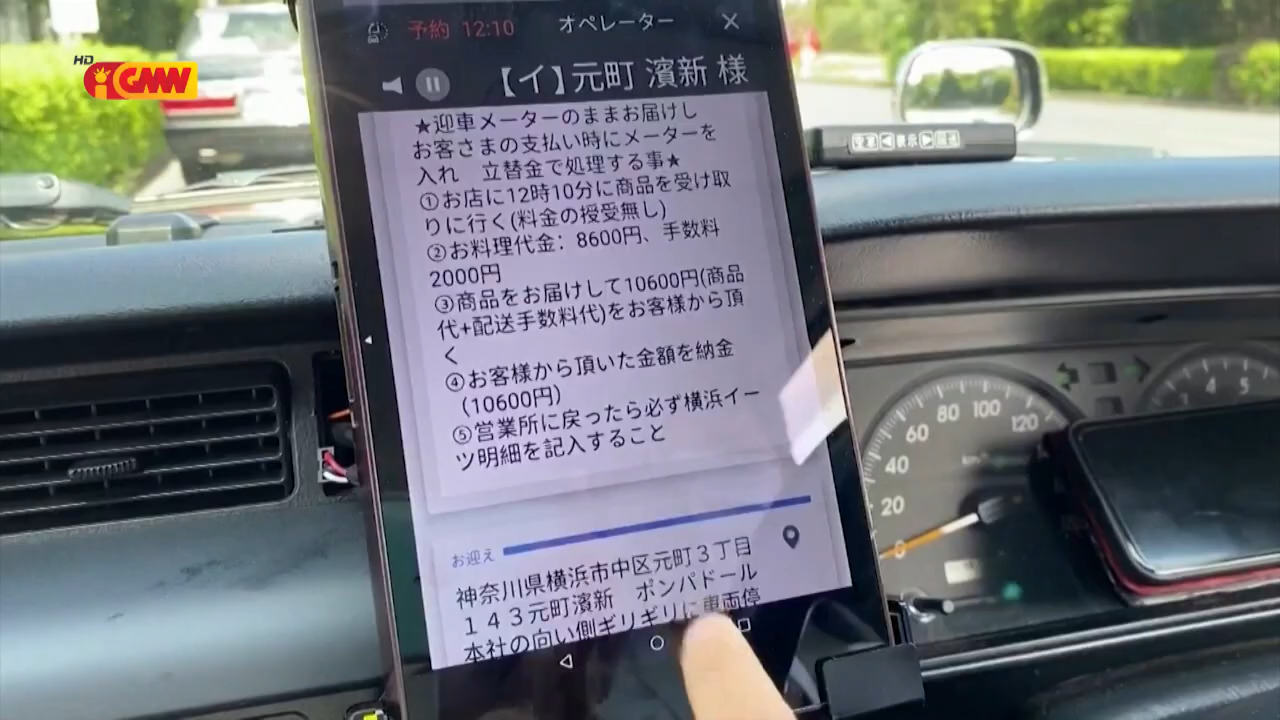 HD
iCMW
予約 12:10
オペレーター
【イ】元町 濱新 様
★迎車メーターのままお届けし
お客さまの支払い時にメーターを
入れ 立替金で処理する事★
①お店に12時10分に商品を受け取
りに行く(料金の授受無し)
②お料理代金：8600円、手数料
2000円
③商品をお届けして10600円(商品
代+配送手数料代)をお客様から頂
く
④お客様から頂いた金額を納金
（10600円）
⑤営業所に戻ったら必ず横浜イー
ツ明細を記入すること
お迎え
神奈川県横浜市中区元町３丁目
１４３元町濱新 ポンパドール
本社の向い側ギリギリに車両停
表示
20
40
60
80
100
120
km/h
0
4
5